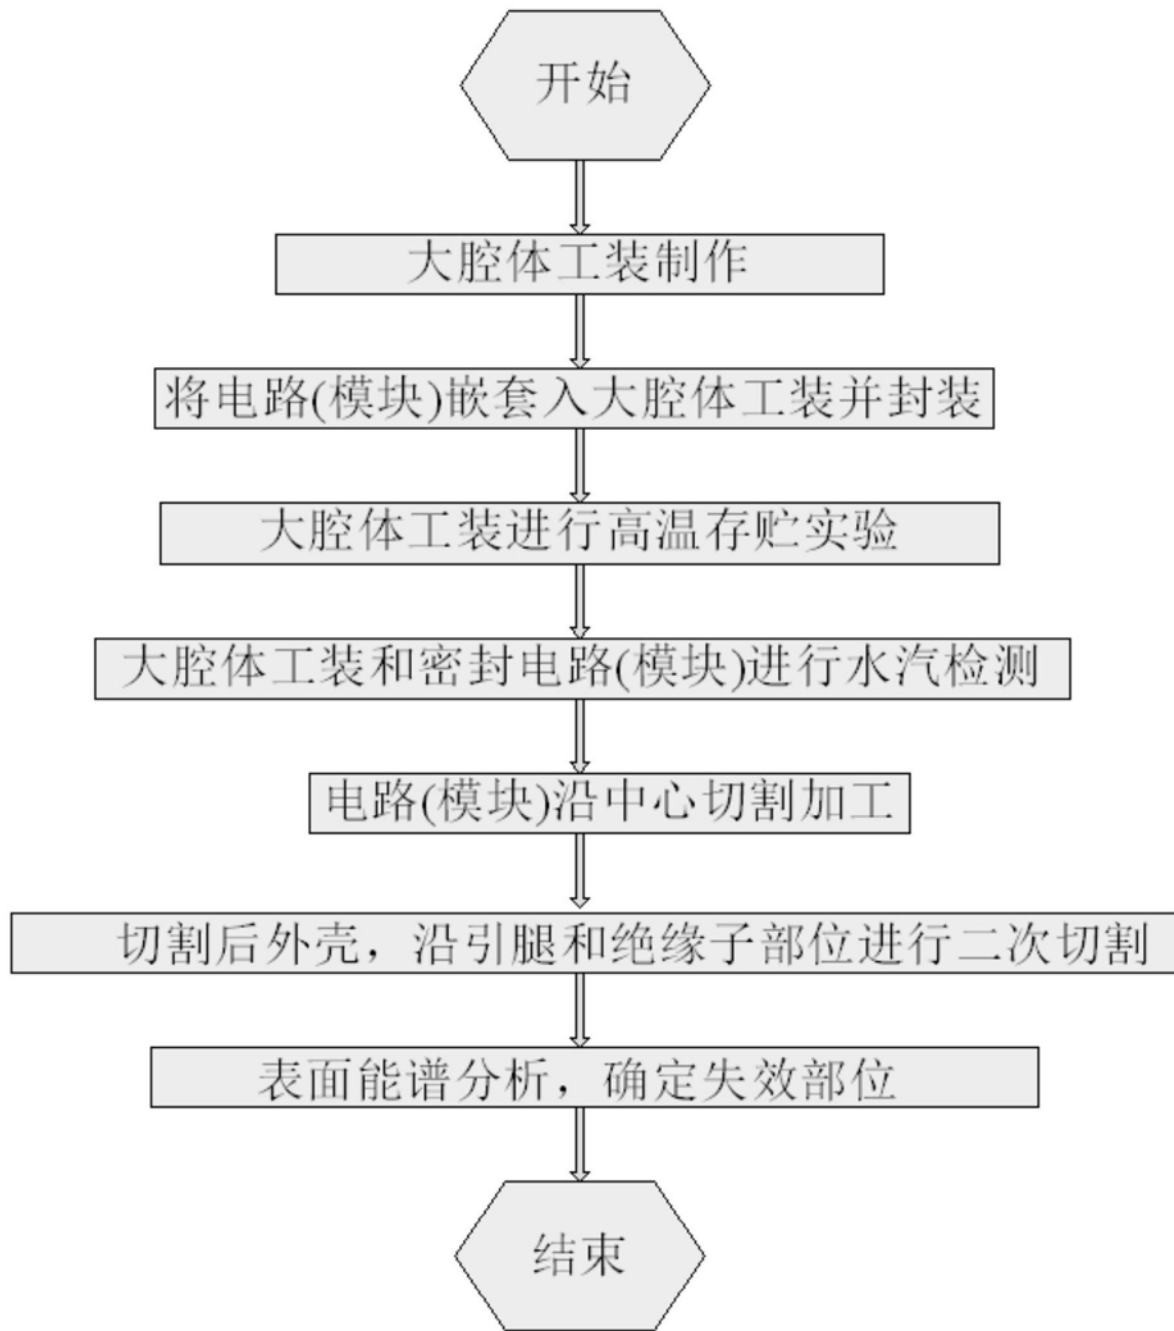 开始
大腔体工装制作
将电路(模块)嵌套入大腔体工装并封装
大腔体工装进行高温存贮实验
大腔体工装和密封电路(模块)进行水汽检测
电路(模块)沿中心切割加工
切割后外壳，沿引腿和绝缘子部位进行二次切割
表面能谱分析，确定失效部位
结束